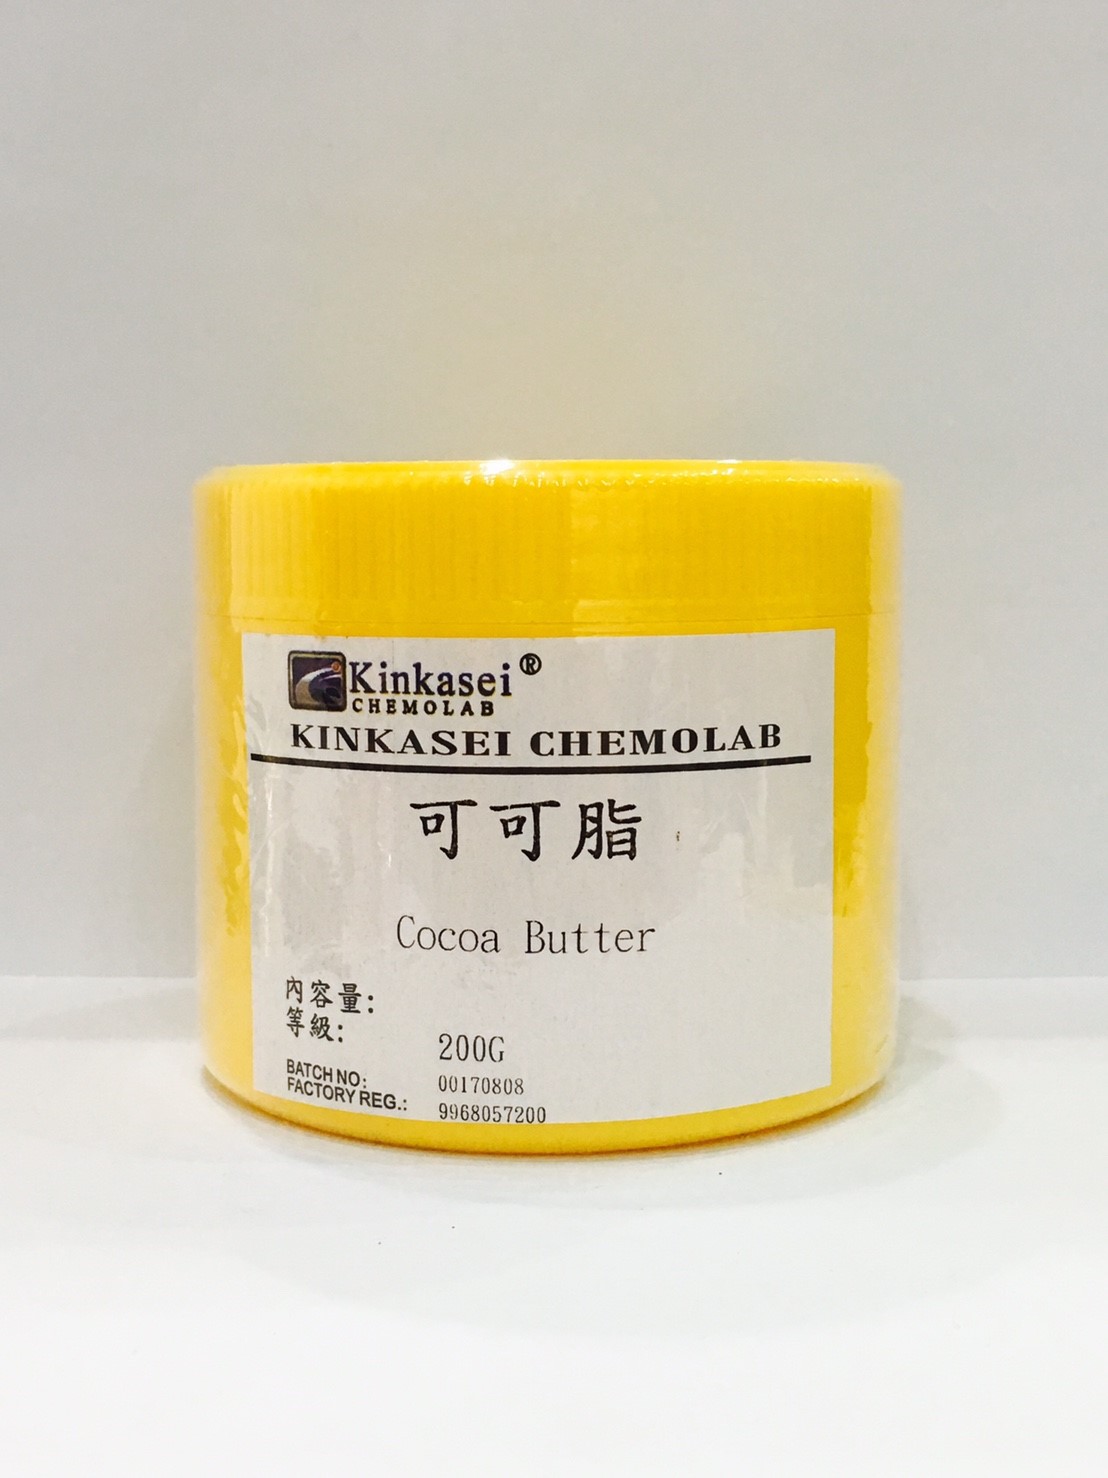 Kinkasei®
CHEMOLAB
KINKASEI CHEMOLAB
可可脂
Cocoa Butter
內容量:
等級:
200G
BATCH NO: 00170808
FACTORY REG.: 9968057200